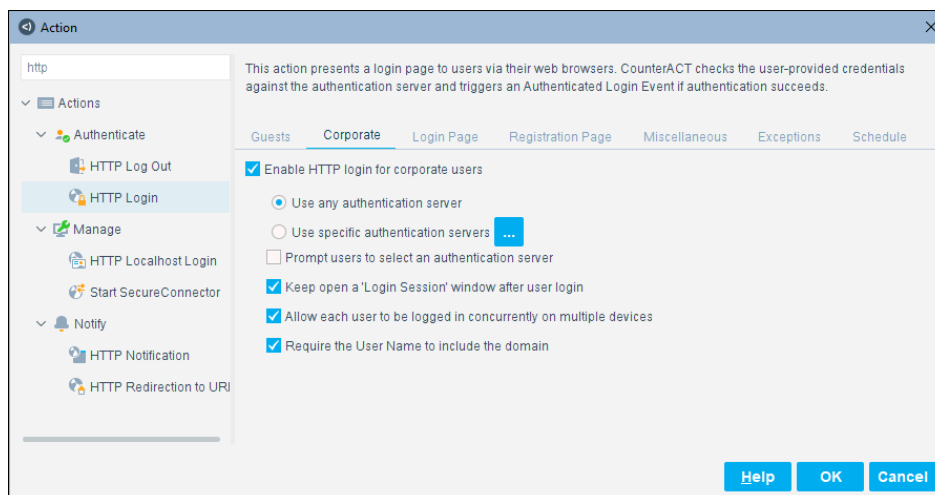 Action
http
Actions
Authenticate
HTTP Log Out
HTTP Login
Manage
HTTP Localhost Login
Start SecureConnector
Notify
HTTP Notification
HTTP Redirection to URI
This action presents a login page to users via their web browsers. CounterACT checks the user-provided credentials
against the authentication server and triggers an Authenticated Login Event if authentication succeeds.
Guests Corporate Login Page Registration Page Miscellaneous Exceptions Schedule
Enable HTTP login for corporate users
Use any authentication server
Use specific authentication servers ...
Prompt users to select an authentication server
Keep open a 'Login Session' window after user login
Allow each user to be logged in concurrently on multiple devices
Require the User Name to include the domain
Help OK Cancel